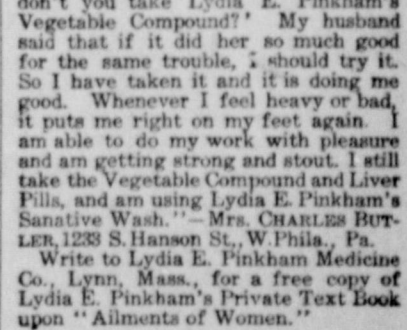 don't you take Lydia E. Pinkham's
Vegetable Compound?' My husband
said that if it did her so much good
for the same trouble, I should try it.
So I have taken it and it is doing me
good. Whenever I feel heavy or bad,
it puts me right on my feet again. I
am able to do my work with pleasure
and am getting strong and stout. I still
take the Vegetable Compound and Liver
Pills, and am using Lydia E. Pinkham's
Sanative Wash."—Mrs. CHARLES BUT-
LER, 1233 S. Hanson St., W. Phila., Pa.
Write to Lydia E. Pinkham Medicine
Co., Lynn, Mass., for a free copy of
Lydia E. Pinkham's Private Text Book
upon "Ailments of Women."